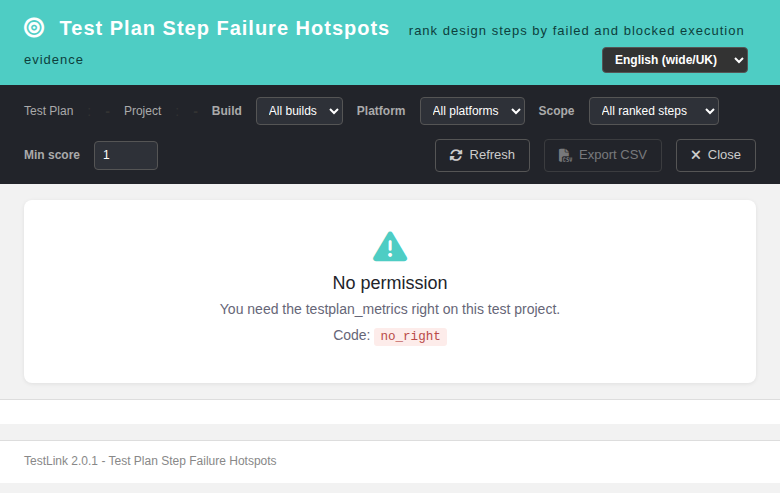 Test Plan Step Failure Hotspots rank design steps by failed and blocked execution
evidence English (wide/UK)
Test Plan : - Project : - Build All builds Platform All platforms Scope All ranked steps
Min score 1 Refresh Export CSV Close
No permission
You need the testplan_metrics right on this test project.
Code: no_right
TestLink 2.0.1 - Test Plan Step Failure Hotspots